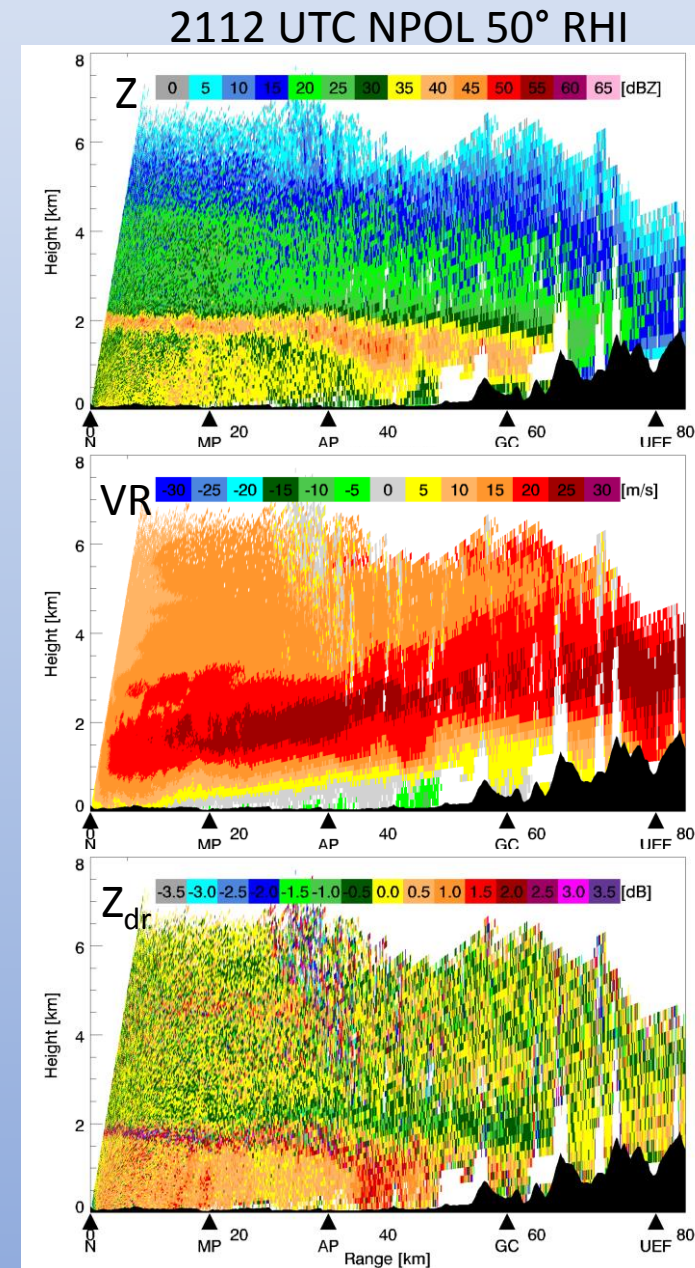 2112 UTC NPOL 50° RHI
8
Z 0 5 10 15 20 25 30 35 40 45 50 55 60 65 [dBZ]
6
Height [km]
4
2
0
0 20 40 60 80
N MP AP GC UEF
VR -30 -25 -20 -15 -10 -5 0 5 10 15 20 25 30 [m/s]
8
6
Height [km]
4
2
0
0 20 40 60 80
N MP AP GC UEF
8
Zdr -3.5 -3.0 -2.5 -2.0 -1.5 -1.0 -0.5 0.0 0.5 1.0 1.5 2.0 2.5 3.0 3.5 [dB]
6
Height [km]
4
2
0
0 20 40 60 80
N MP AP GC UEF
Range [km]